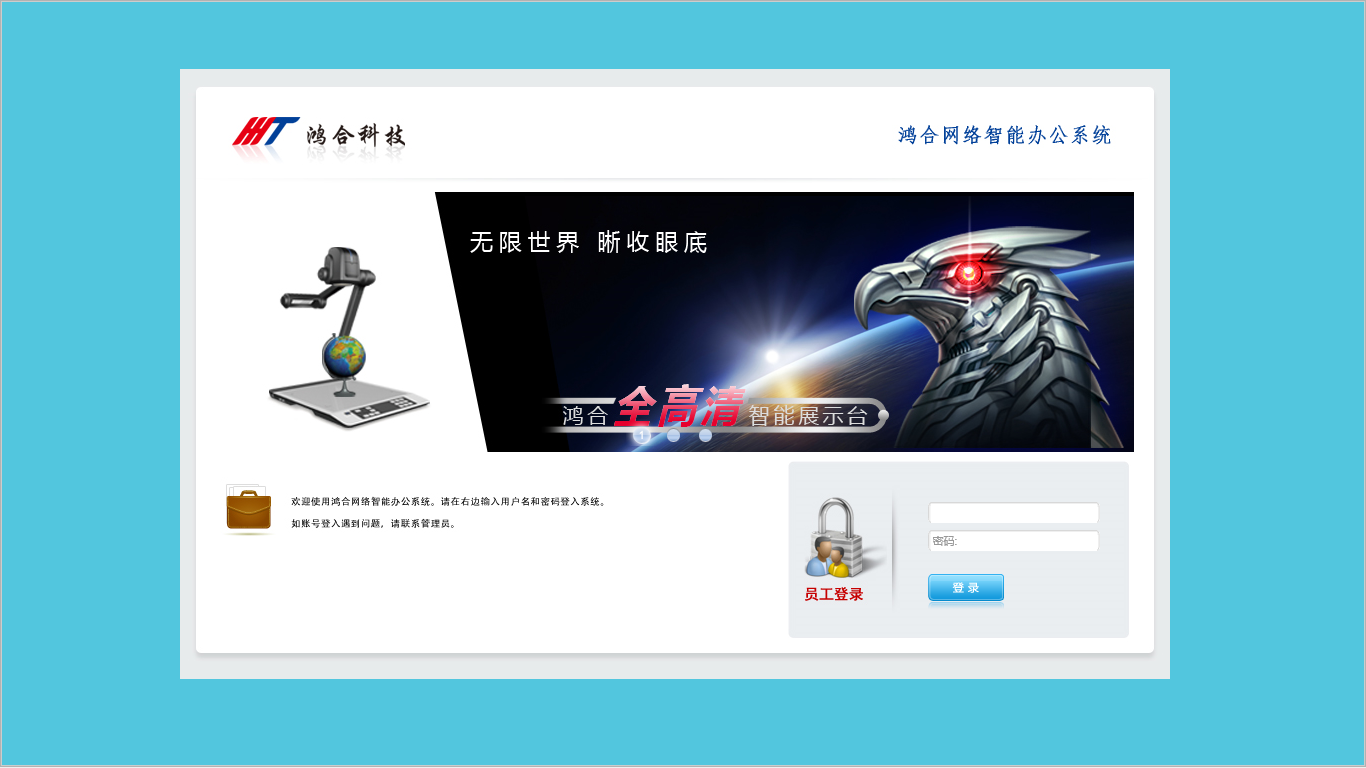 HT 鸿合科技
鸿合网络智能办公系统
无限世界 晰收眼底
鸿合全高清智能展示台
1
欢迎使用鸿合网络智能办公系统。请在右边输入用户名和密码登入系统。
如账号登入遇到问题，请联系管理员。
密码:
登 录
员工登录